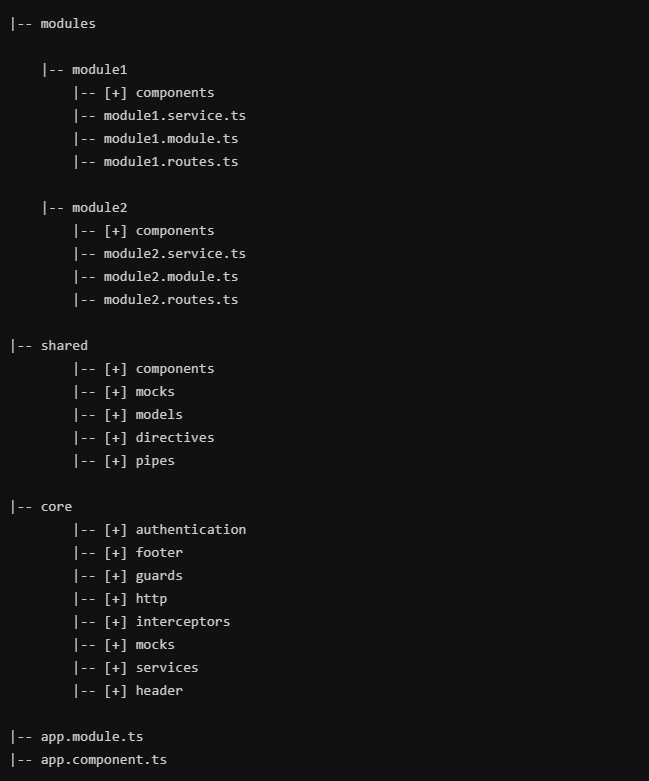 |-- modules
|-- module1
|-- [+] components
|-- module1.service.ts
|-- module1.module.ts
|-- module1.routes.ts
|-- module2
|-- [+] components
|-- module2.service.ts
|-- module2.module.ts
|-- module2.routes.ts
|-- shared
|-- [+] components
|-- [+] mocks
|-- [+] models
|-- [+] directives
|-- [+] pipes
|-- core
|-- [+] authentication
|-- [+] footer
|-- [+] guards
|-- [+] http
|-- [+] interceptors
|-- [+] mocks
|-- [+] services
|-- [+] header
|-- app.module.ts
|-- app.component.ts